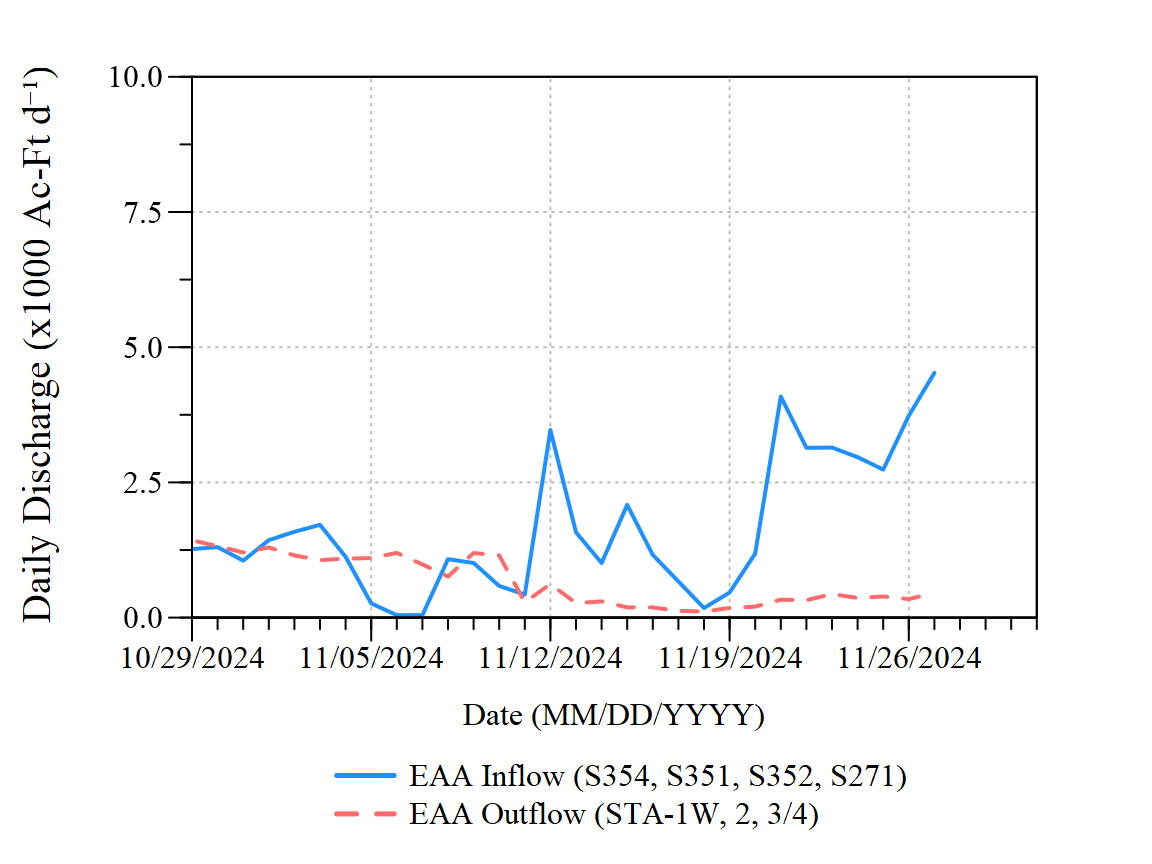 Daily Discharge (x1000 Ac-Ft d⁻¹)
10.0
7.5
5.0
2.5
0.0
10/29/2024 11/05/2024 11/12/2024 11/19/2024 11/26/2024
Date (MM/DD/YYYY)
EAA Inflow (S354, S351, S352, S271)
EAA Outflow (STA-1W, 2, 3/4)